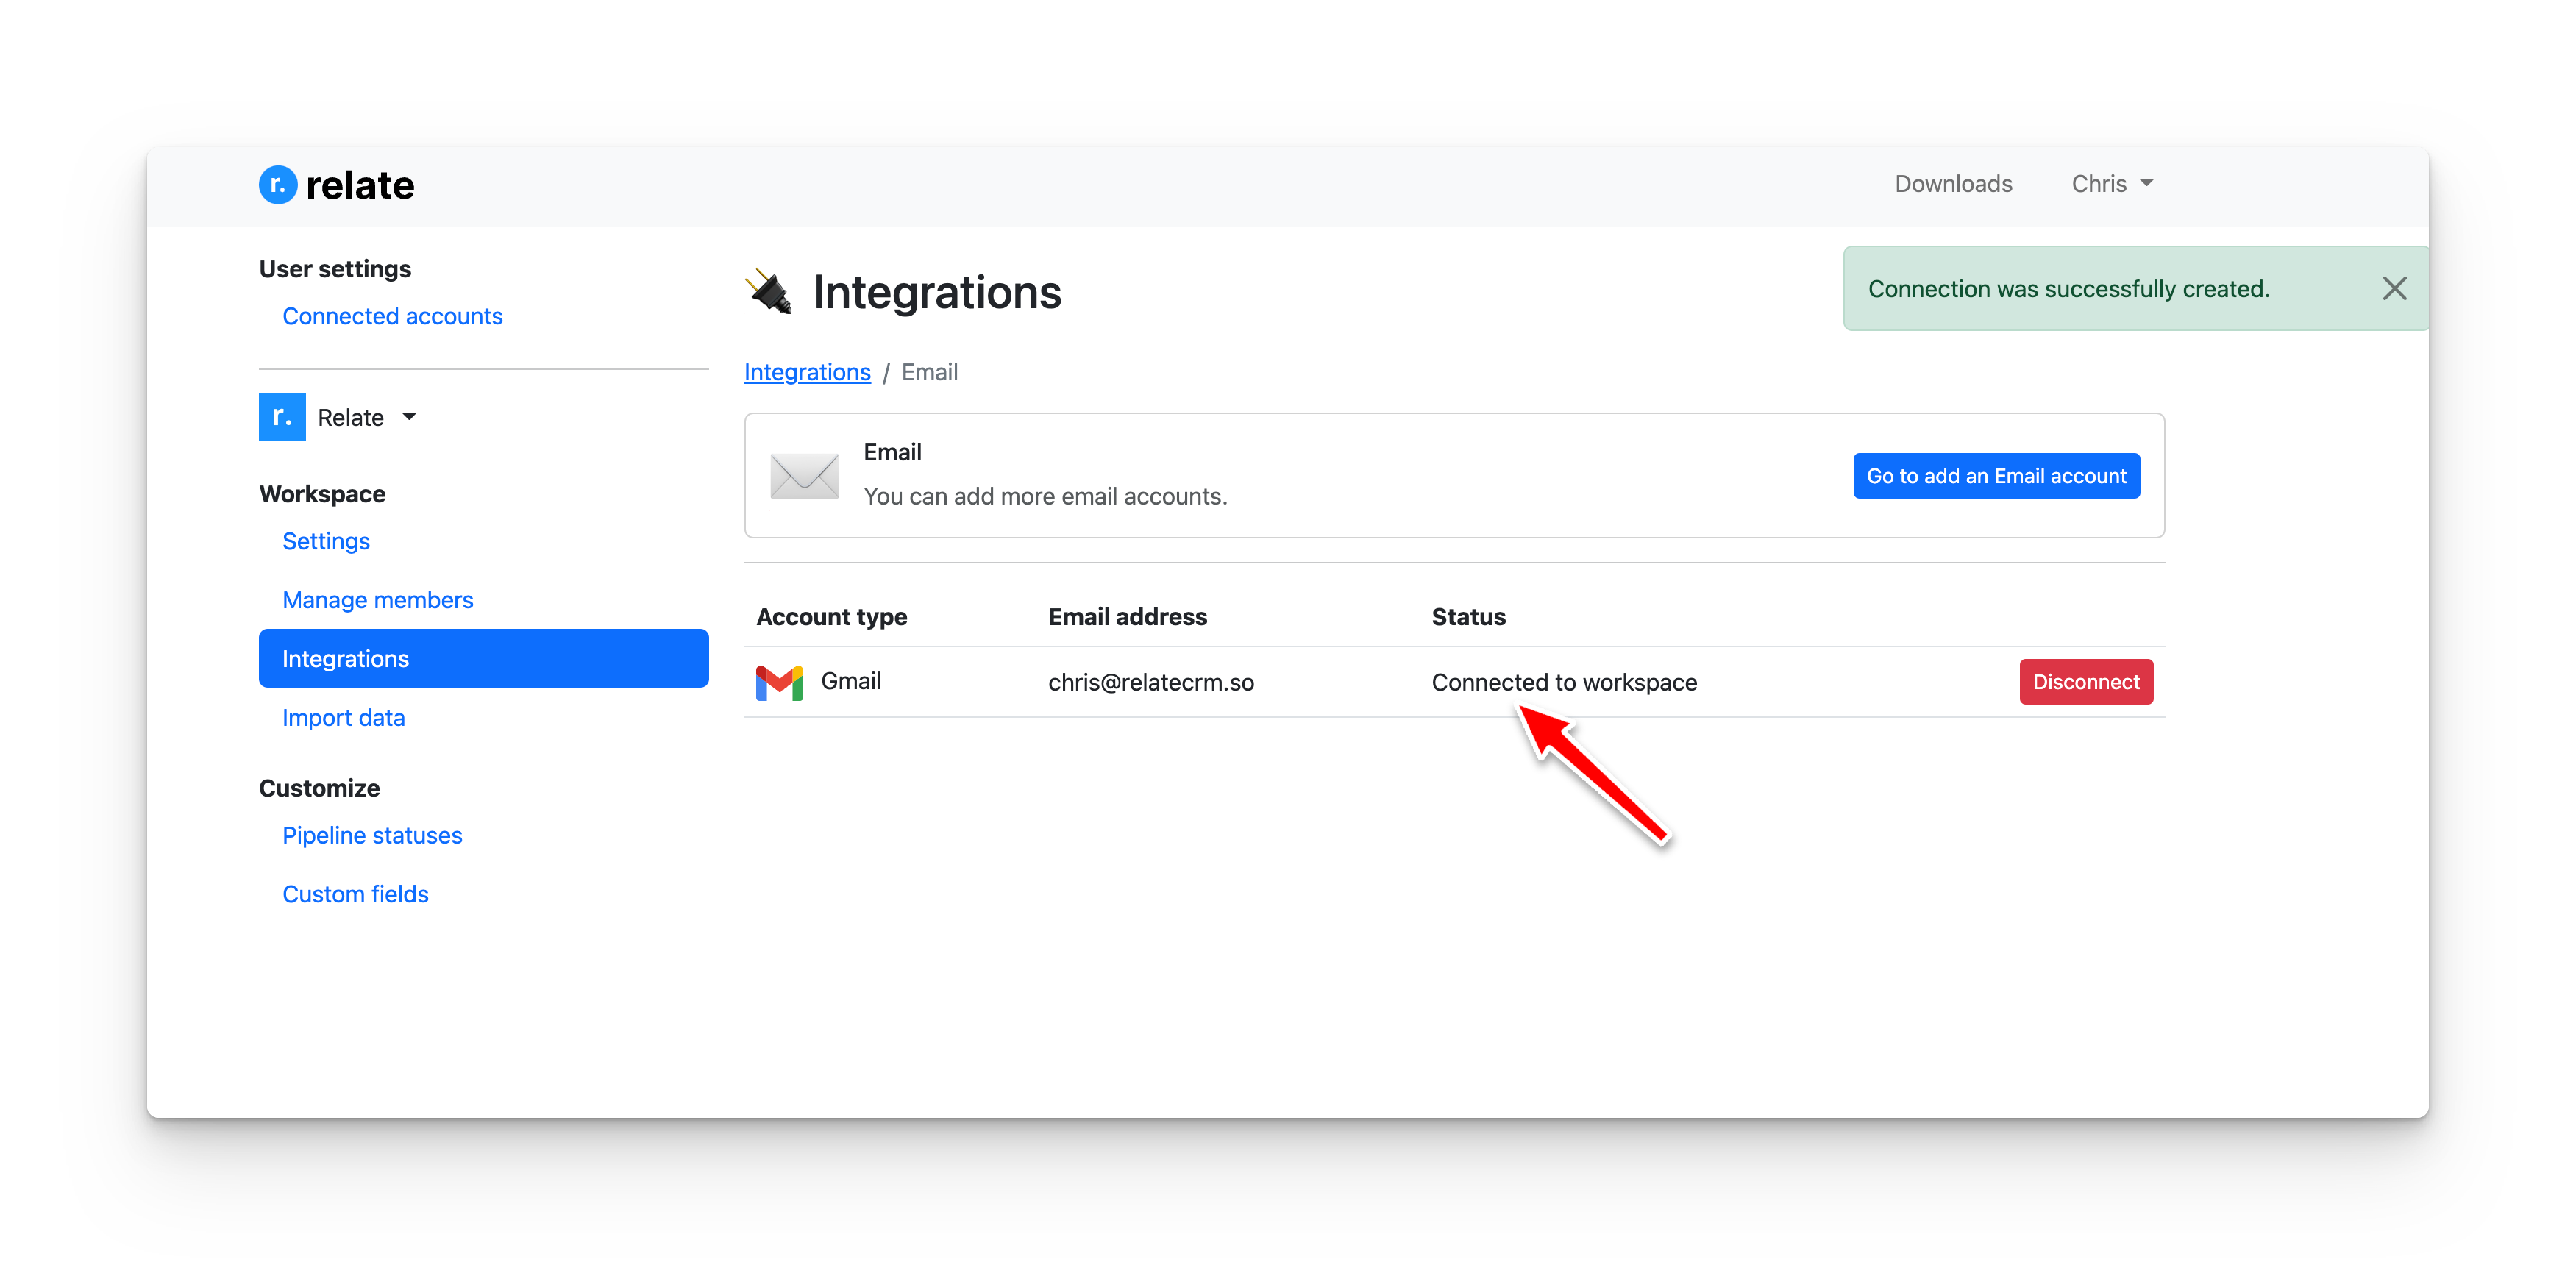 r. relate
Downloads
Chris
User settings
Connected accounts
r. Relate
Workspace
Settings
Manage members
Integrations
Import data
Customize
Pipeline statuses
Custom fields
Integrations
Connection was successfully created.
Integrations / Email
Email
You can add more email accounts.
Go to add an Email account
Account type Email address Status
Gmail chris@relatecrm.so Connected to workspace Disconnect